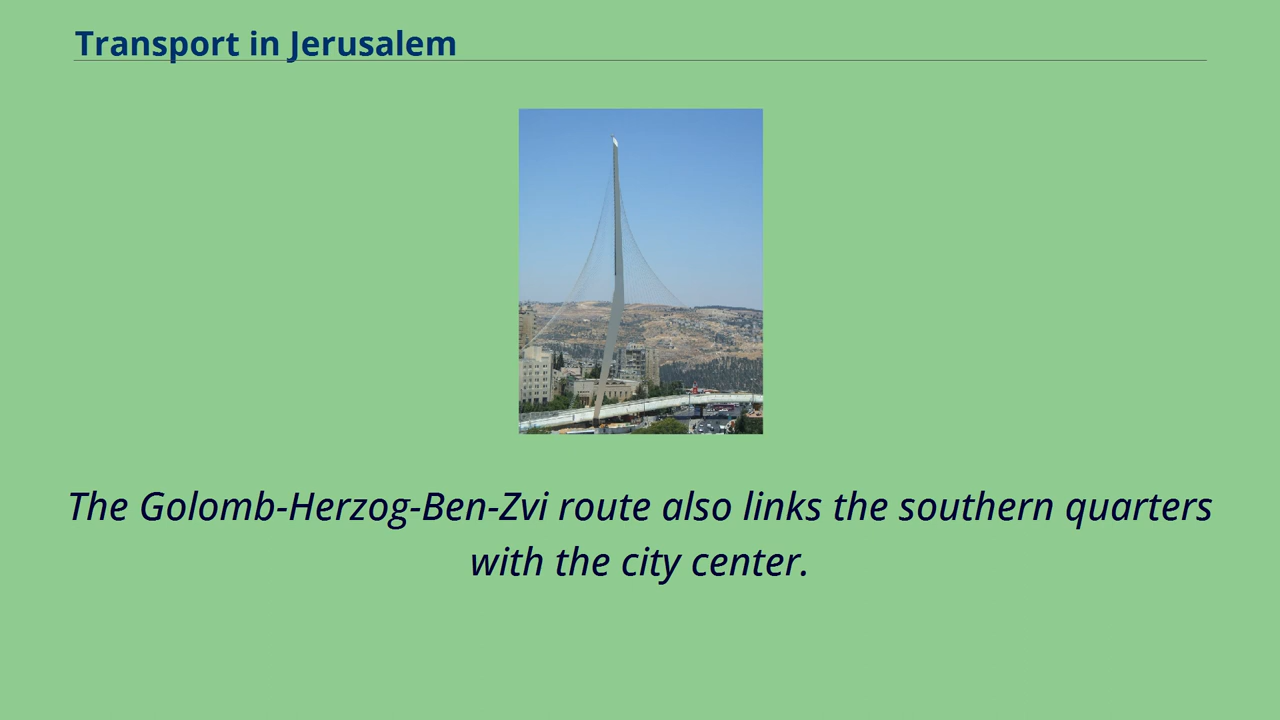 Transport in Jerusalem
The Golomb-Herzog-Ben-Zvi route also links the southern quarters
with the city center.